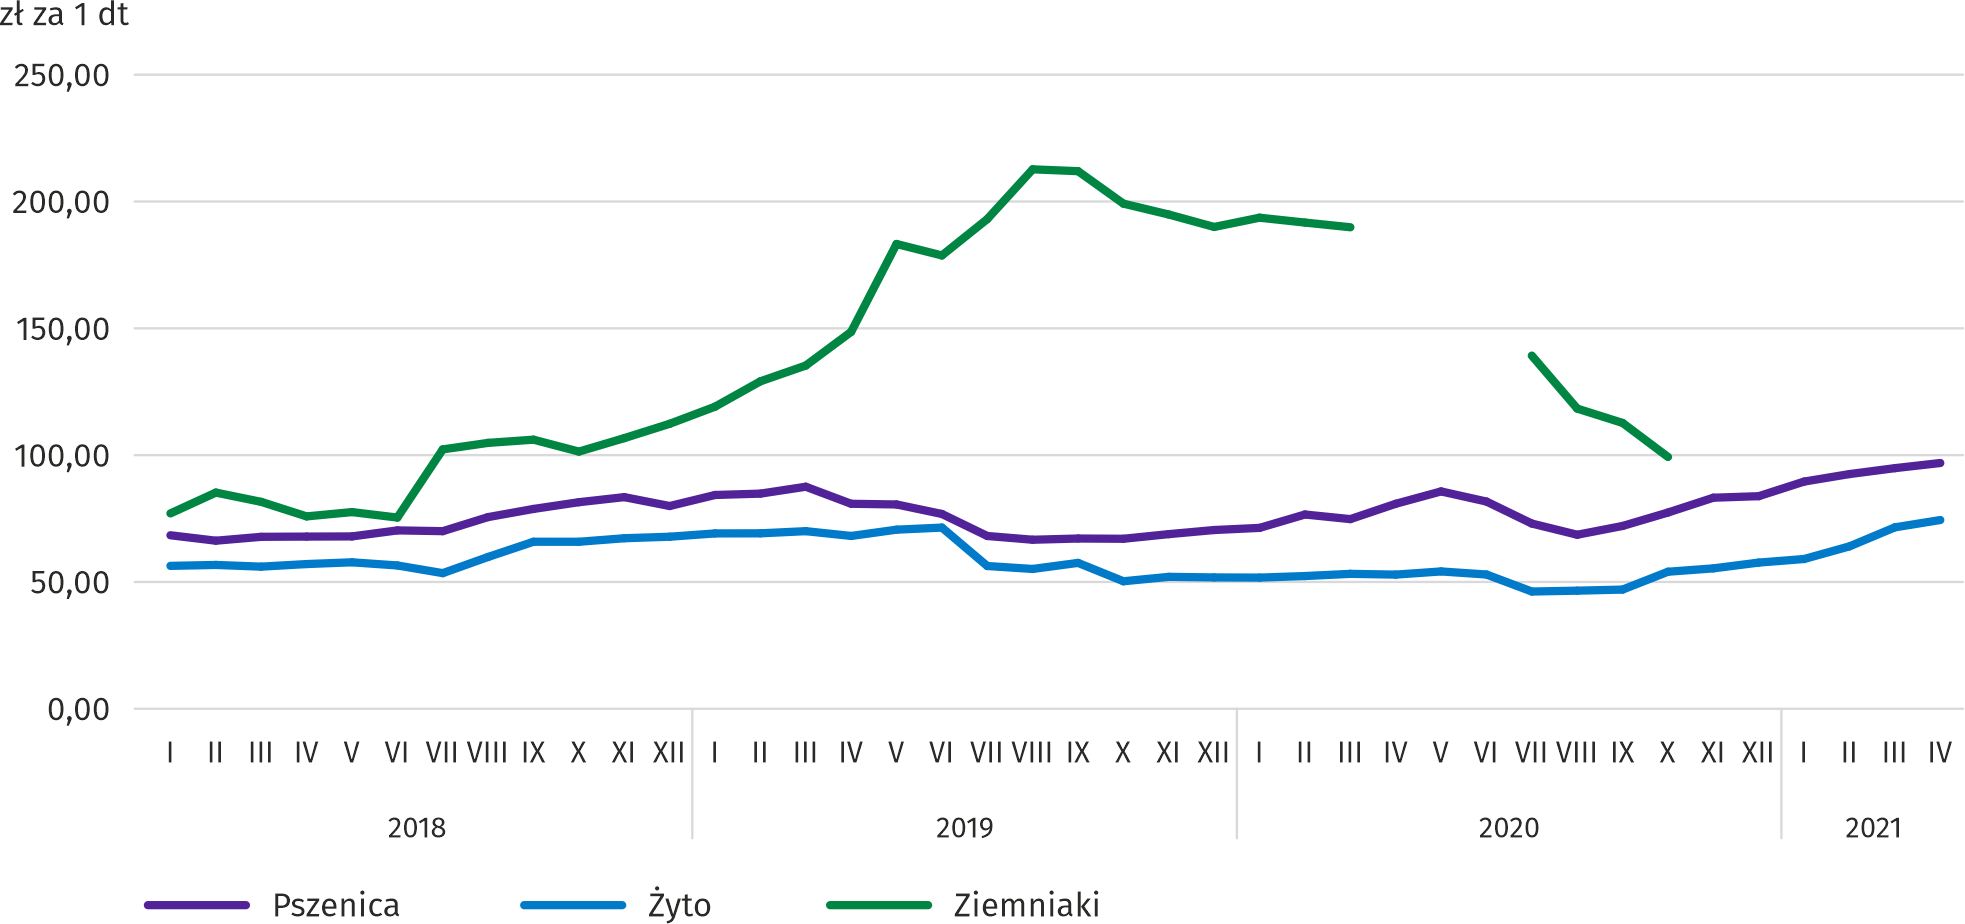 zł za 1 dt
250,00
200,00
150,00
100,00
50,00
0,00
I II III IV V VI VII VIII IX X XI XII I II III IV V VI VII VIII IX X XI XII I II III IV V VI VII VIII IX X XI XII I II III IV
2018 2019 2020 2021
Pszenica Żyto Ziemniaki